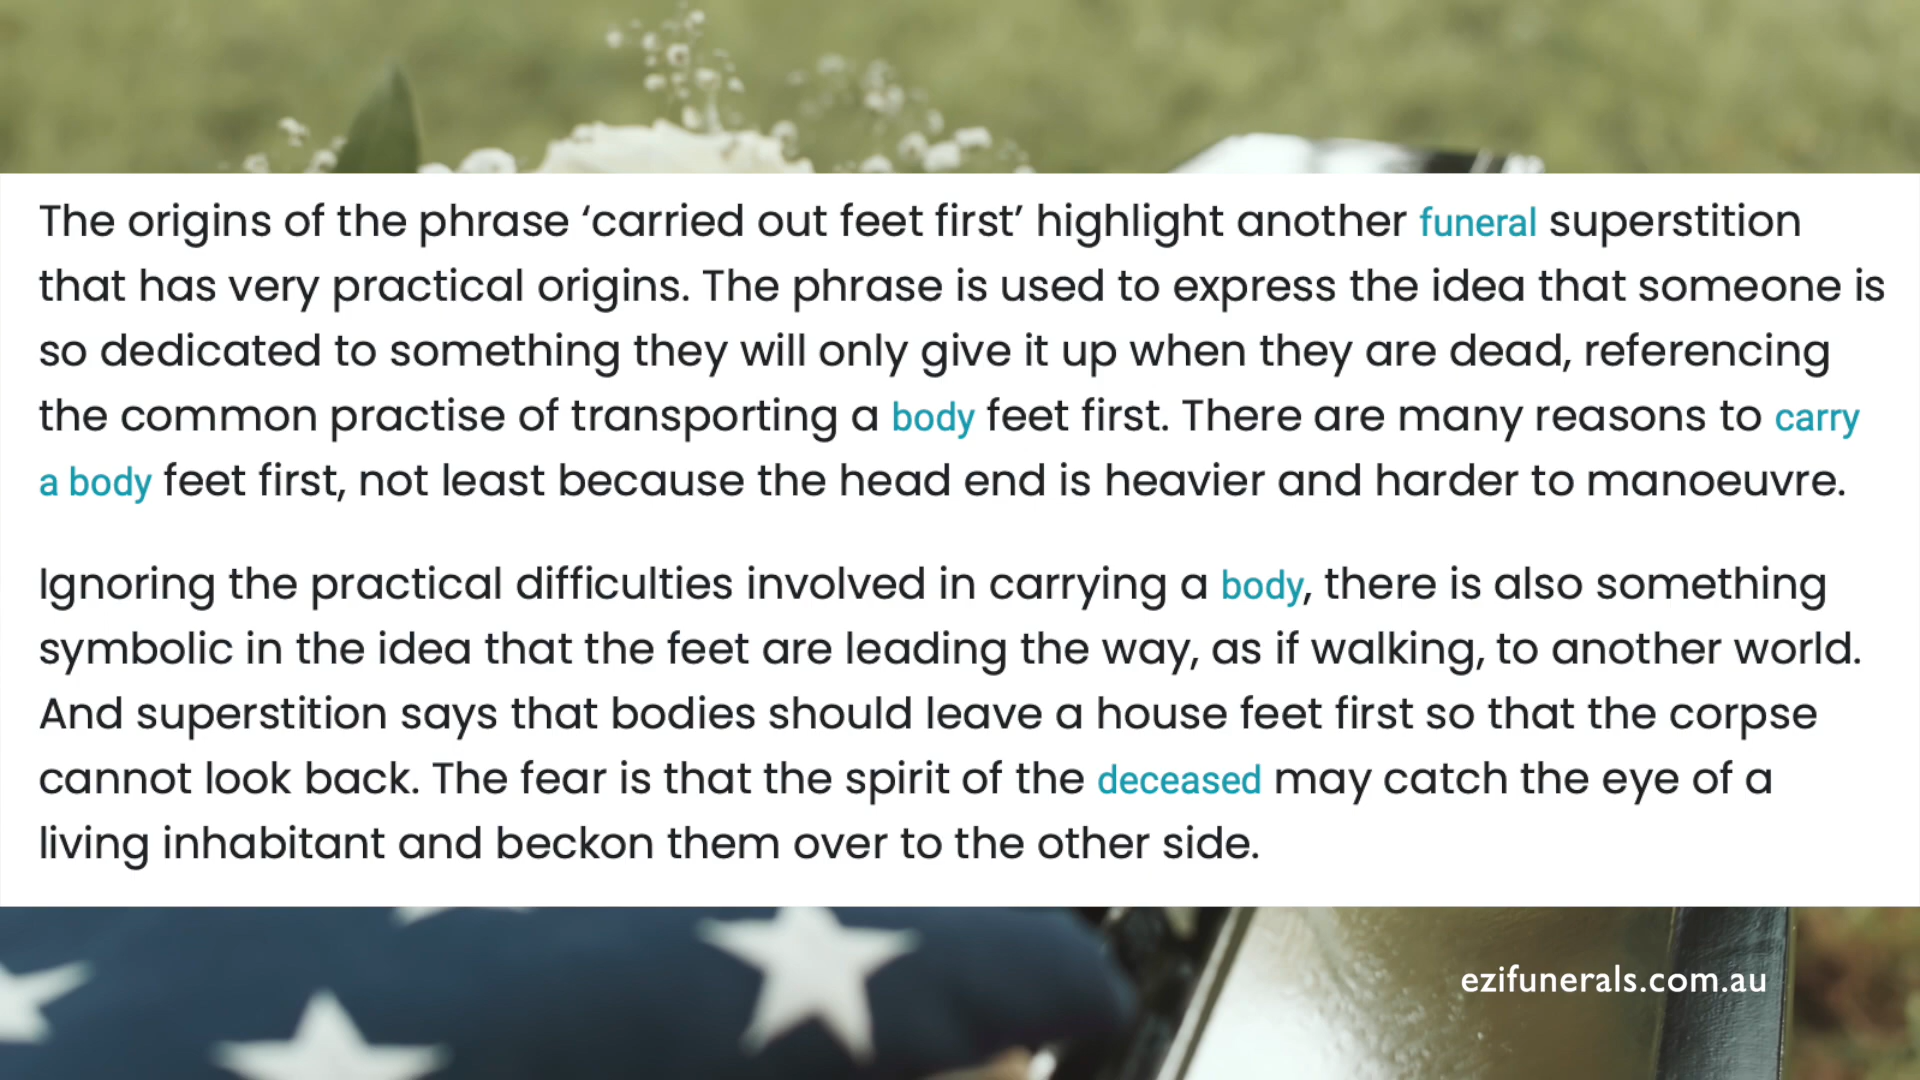 The origins of the phrase ‘carried out feet first’ highlight another funeral superstition
that has very practical origins. The phrase is used to express the idea that someone is
so dedicated to something they will only give it up when they are dead, referencing
the common practise of transporting a body feet first. There are many reasons to carry
a body feet first, not least because the head end is heavier and harder to manoeuvre.
Ignoring the practical difficulties involved in carrying a body, there is also something
symbolic in the idea that the feet are leading the way, as if walking, to another world.
And superstition says that bodies should leave a house feet first so that the corpse
cannot look back. The fear is that the spirit of the deceased may catch the eye of a
living inhabitant and beckon them over to the other side.
ezifunerals.com.au